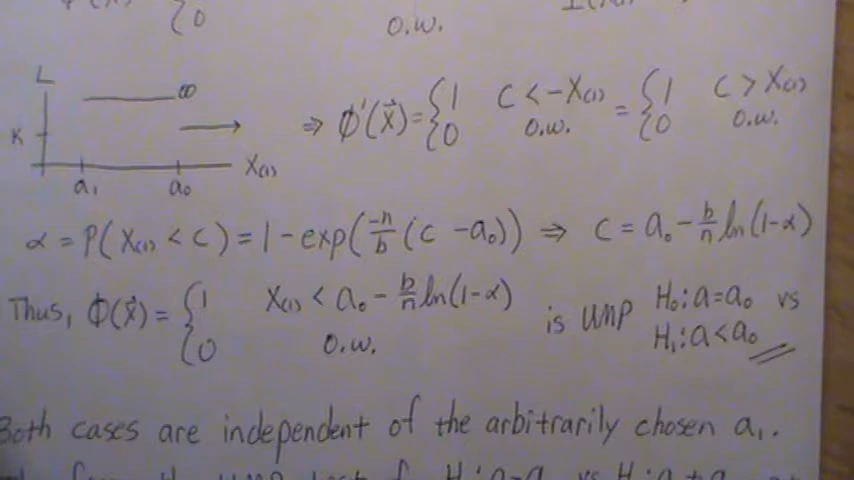 {0 o.w.
L
∞
K
a₁ a₀ X₍₁₎
⇒ ϕ'(x⃗) = {1 C < -X₍₁₎ = {1 C > X₍₁₎
{0 o.w. {0 o.w.
α = P(X₍₁₎ < c) = 1 - exp(-n/b (c - a₀)) ⇒ c = a₀ - b/n ln(1-α)
Thus, ϕ(x⃗) = {1 X₍₁₎ < a₀ - b/n ln(1-α) is UMP H₀: a=a₀ vs
{0 o.w. H₁: a<a₀
Both cases are independent of the arbitrarily chosen a₁.